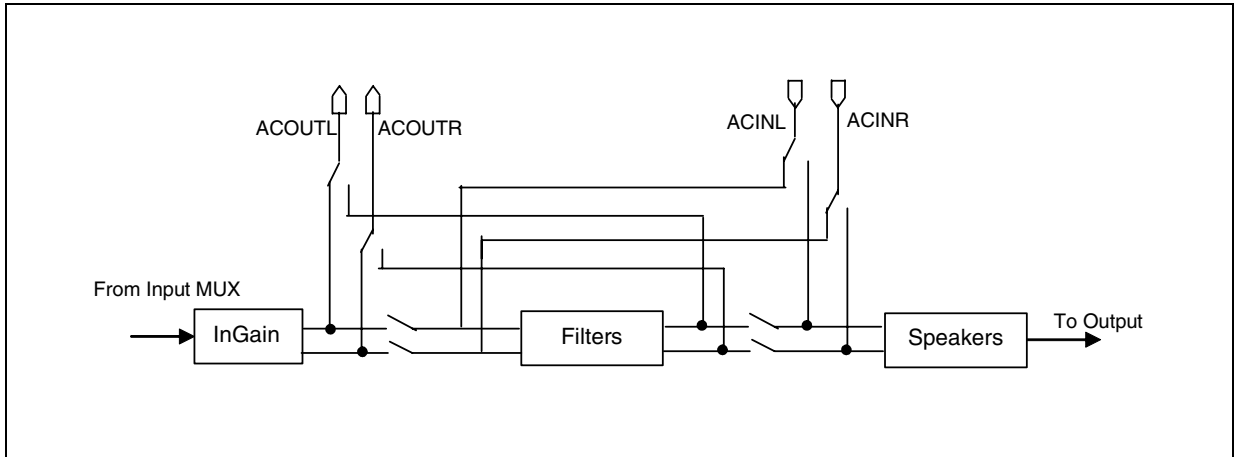 ACOUTL ACOUTR
ACINL ACINR
From Input MUX
InGain
Filters
Speakers
To Output